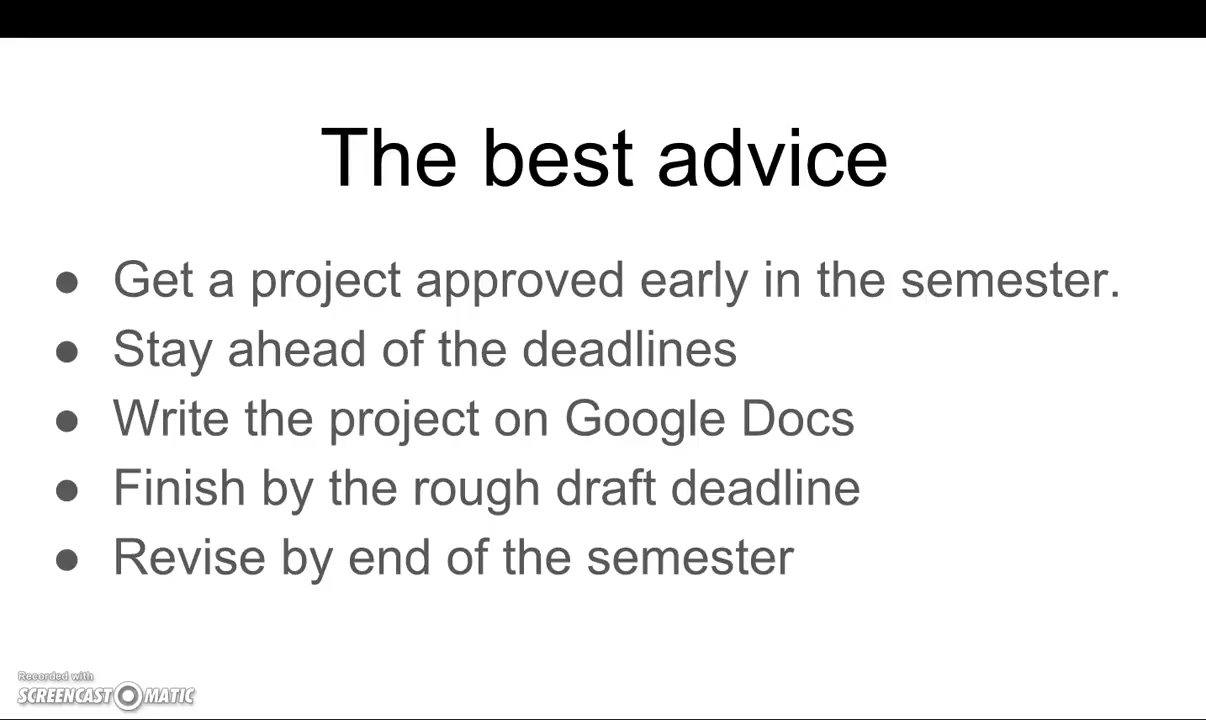 The best advice
● Get a project approved early in the semester.
● Stay ahead of the deadlines
● Write the project on Google Docs
● Finish by the rough draft deadline
● Revise by end of the semester
Recorded with
SCREENCAST O MATIC